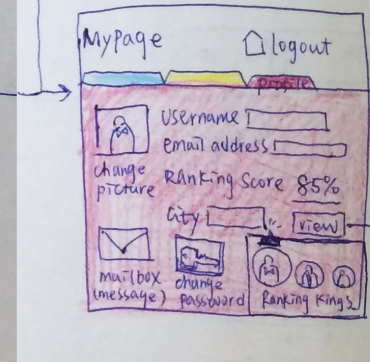 Mypage logout
profile
username
email address
change
picture
Ranking Score 85%
City view
mailbox
(message)
change
password
Ranking Kings